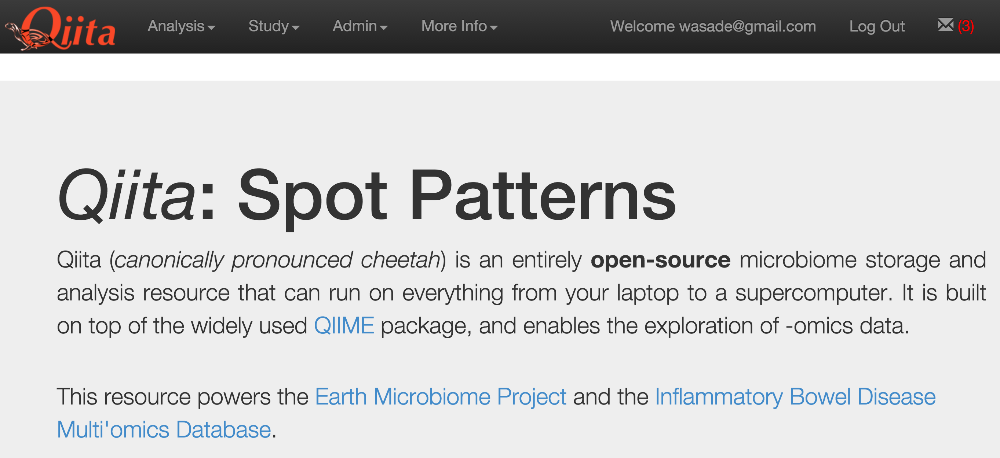 Qiita Analysis Study Admin More Info Welcome wasade@gmail.com Log Out (3)
Qiita: Spot Patterns
Qiita (canonically pronounced cheetah) is an entirely open-source microbiome storage and
analysis resource that can run on everything from your laptop to a supercomputer. It is built
on top of the widely used QIIME package, and enables the exploration of -omics data.
This resource powers the Earth Microbiome Project and the Inflammatory Bowel Disease
Multi'omics Database.